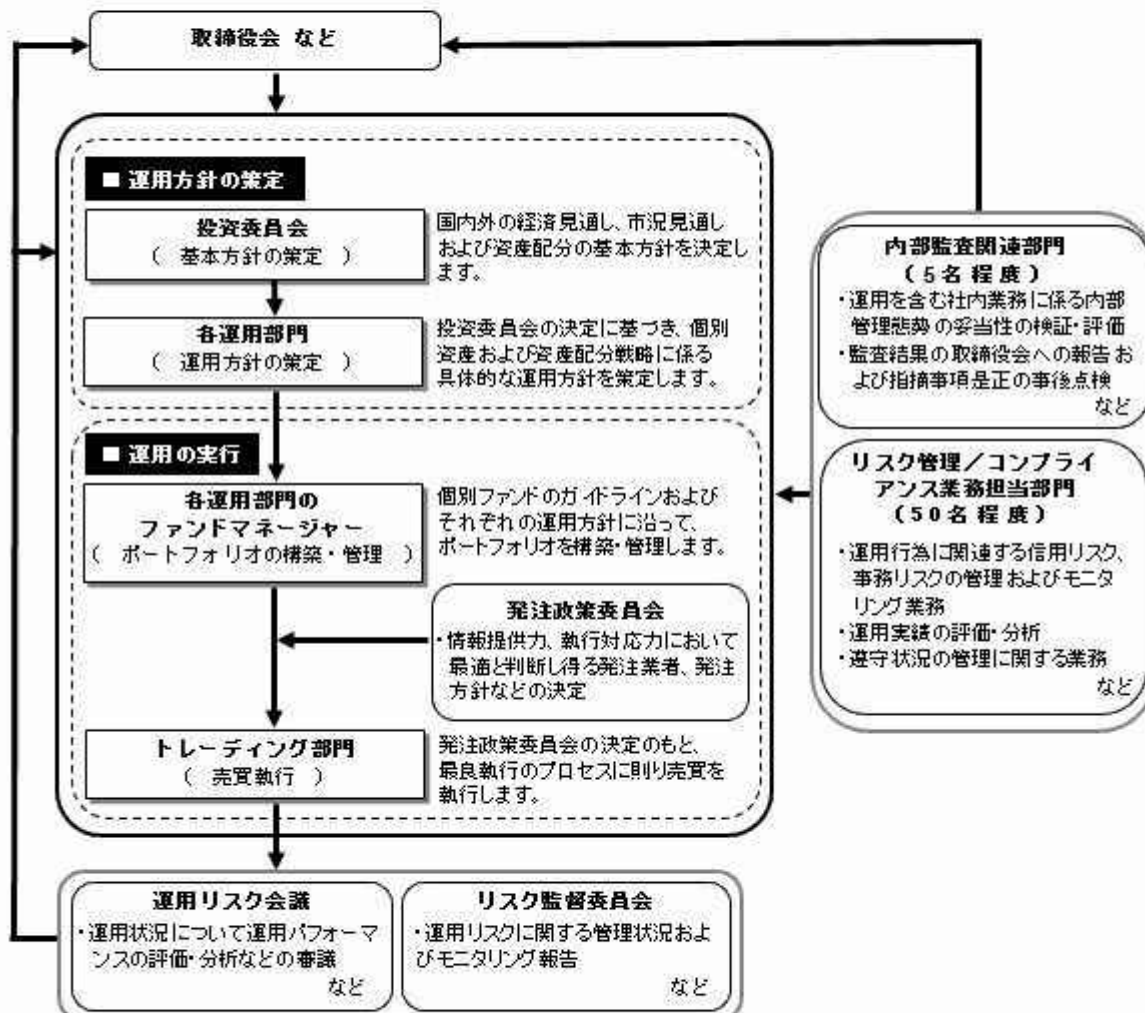 取締役会 など
■ 運用方針の策定
投資委員会
( 基本方針の策定 )
国内外の経済見通し、市況見通し
および資産配分の基本方針を決定し
ます。
各運用部門
( 運用方針の策定 )
投資委員会の決定に基づき、個別
資産および資産配分戦略に係る
具体的な運用方針を策定します。
■ 運用の実行
各運用部門の
ファンドマネージャー
( ポートフォリオの構築・管理 )
個別ファンドのガイドラインおよび
それぞれの運用方針に沿って、
ポートフォリオを構築・管理します。
発注政策委員会
・情報提供力、執行対応力において
最適と判断し得る発注業者、発注
方針などの決定
トレーディング部門
( 売買執行 )
発注政策委員会の決定のもと、
最良執行のプロセスに則り売買を
執行します。
内部監査関連部門
(5名程度)
・運用を含む社内業務に係る内部
管理態勢の妥当性の検証・評価
・監査結果の取締役会への報告お
よび指摘事項是正の事後点検
など
リスク管理/コンプライ
アンス業務担当部門
(50名程度)
・運用行為に関連する信用リスク、
事務リスクの管理およびモニタ
リング業務
・運用実績の評価・分析
・遵守状況の管理に関する業務
など
運用リスク会議
・運用状況について運用パフォーマ
ンスの評価・分析などの審議
など
リスク監督委員会
・運用リスクに関する管理状況およ
びモニタリング報告
など